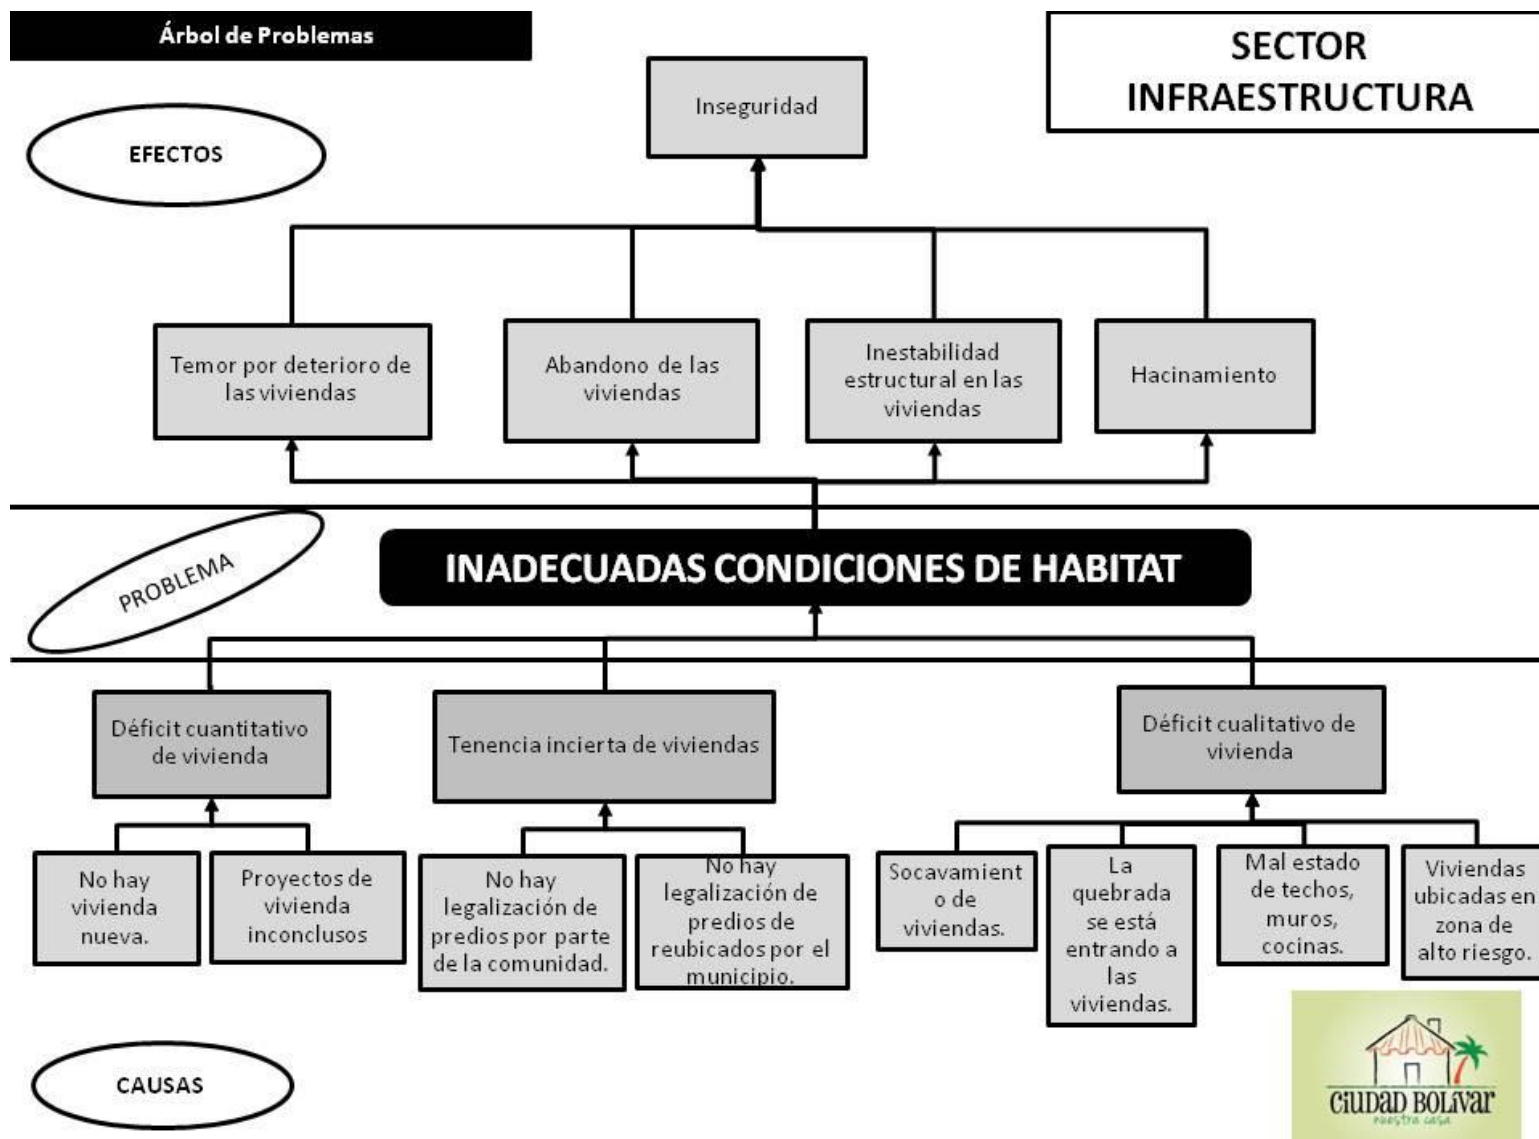 Árbol de Problemas
SECTOR
INFRAESTRUCTURA
Inseguridad
EFECTOS
Temor por deterioro de
las viviendas
Abandono de las
viviendas
Inestabilidad
estructural en las
viviendas
Hacinamiento
PROBLEMA
INADECUADAS CONDICIONES DE HABITAT
Déficit cuantitativo
de vivienda
Tenencia incierta de viviendas
Déficit cualitativo de
vivienda
No hay
vivienda
nueva.
Proyectos de
vivienda
inconclusos
No hay
legalización de
predios por parte
de la comunidad.
No hay
legalización de
predios de
reubicados por el
municipio.
Socavamient
o de
viviendas.
La
quebrada
se está
entrando a
las
viviendas.
Mal estado
de techos,
muros,
cocinas.
Viviendas
ubicadas en
zona de
alto riesgo.
CAUSAS
CIUDAD BOLÍVAR
nuestra casa